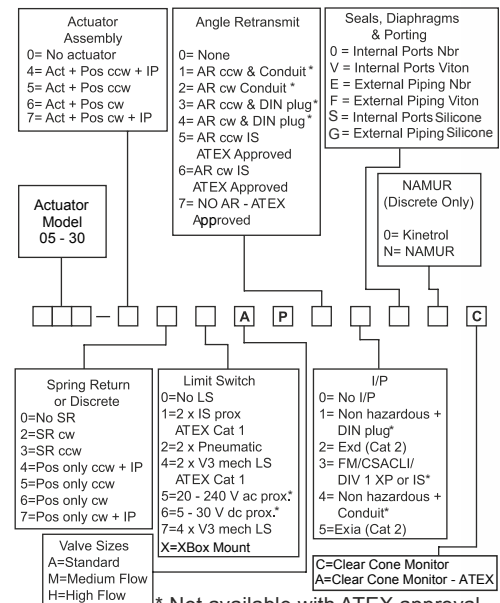 Actuator
Assembly
0= No actuator
4= Act + Pos ccw + IP
5= Act + Pos ccw
6= Act + Pos cw
7= Act + Pos cw + IP
Angle Retransmit
0= None
1= AR ccw & Conduit *
2= AR cw Conduit *
3= AR ccw & DIN plug*
4= AR cw & DIN plug *
5= AR ccw IS
ATEX Approved
6=AR cw IS
ATEX Approved
7= NO AR - ATEX
Approved
Seals, Diaphragms
& Porting
0 = Internal Ports Nbr
V = Internal Ports Viton
E = External Piping Nbr
F = External Piping Viton
S = Internal Ports Silicone
G= External Piping Silicone
Actuator
Model
05 - 30
NAMUR
(Discrete Only)
0= Kinetrol
N= NAMUR
— A P C
Spring Return
or Discrete
0=No SR
2=SR cw
3=SR ccw
4=Pos only ccw + IP
5=Pos only ccw
6=Pos only cw
7=Pos only cw + IP
Limit Switch
0=No LS
1=2 x IS prox
ATEX Cat 1
2=2 x Pneumatic
4=2 x V3 mech LS
ATEX Cat 1
5=20 - 240 V ac prox.*
6=5 - 30 V dc prox.*
7=4 x V3 mech LS
X=XBox Mount
I/P
0= No I/P
1= Non hazardous +
DIN plug*
2= Exd (Cat 2)
3= FM/CSACLI/
DIV 1 XP or IS*
4= Non hazardous +
Conduit*
5=Exia (Cat 2)
Valve Sizes
A=Standard
M=Medium Flow
H=High Flow
C=Clear Cone Monitor
A=Clear Cone Monitor - ATEX
* Not available with ATEX approval